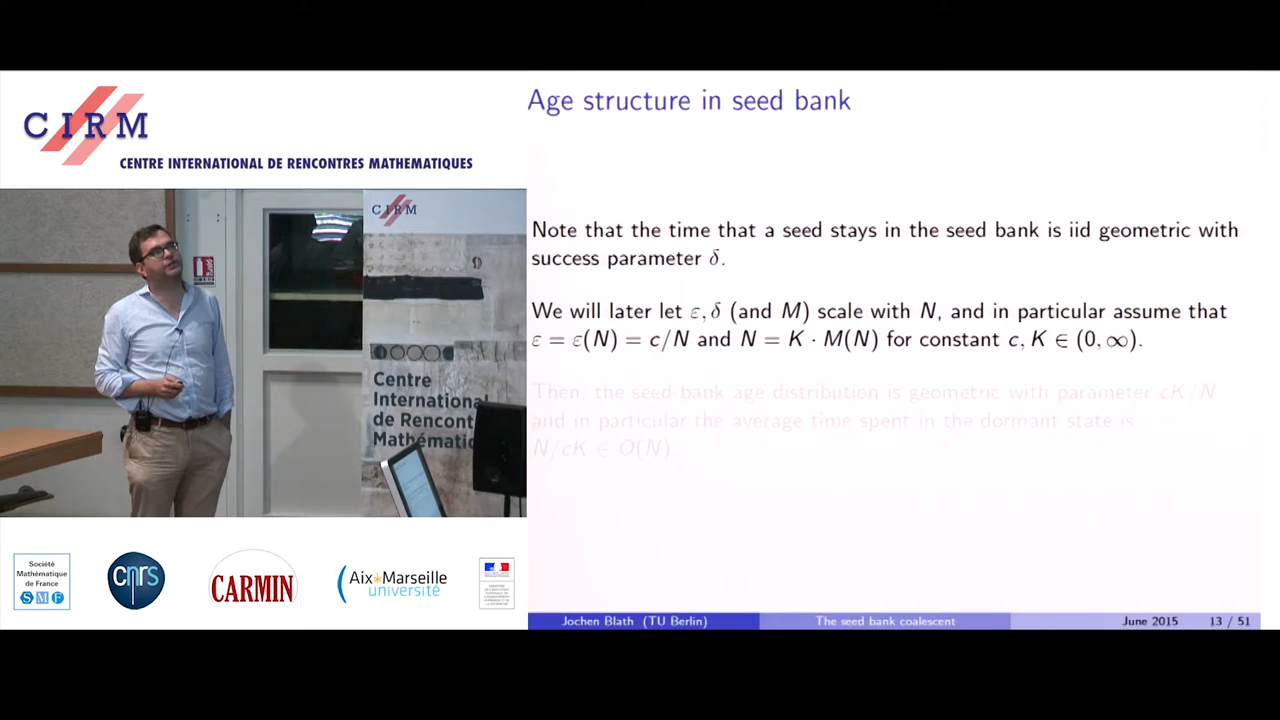 CIRM
CENTRE INTERNATIONAL DE RENCONTRES MATHEMATIQUES
CIRM
Centre
International
de Rencont
Mathématic
Société
Mathématique
de France
SMF
cnrs
CARMIN
Aix*Marseille
université
Age structure in seed bank
Note that the time that a seed stays in the seed bank is iid geometric with
success parameter δ.
We will later let ε, δ (and M) scale with N, and in particular assume that
ε = ε(N) = c/N and N = K · M(N) for constant c, K ∈ (0, ∞).
Then, the seed-bank age distribution is geometric with parameter cK/N
and in particular the average time spent in the dormant state is
N/cK ∈ O(N).
Jochen Blath (TU Berlin)
The seed bank coalescent
June 2015
13 / 51